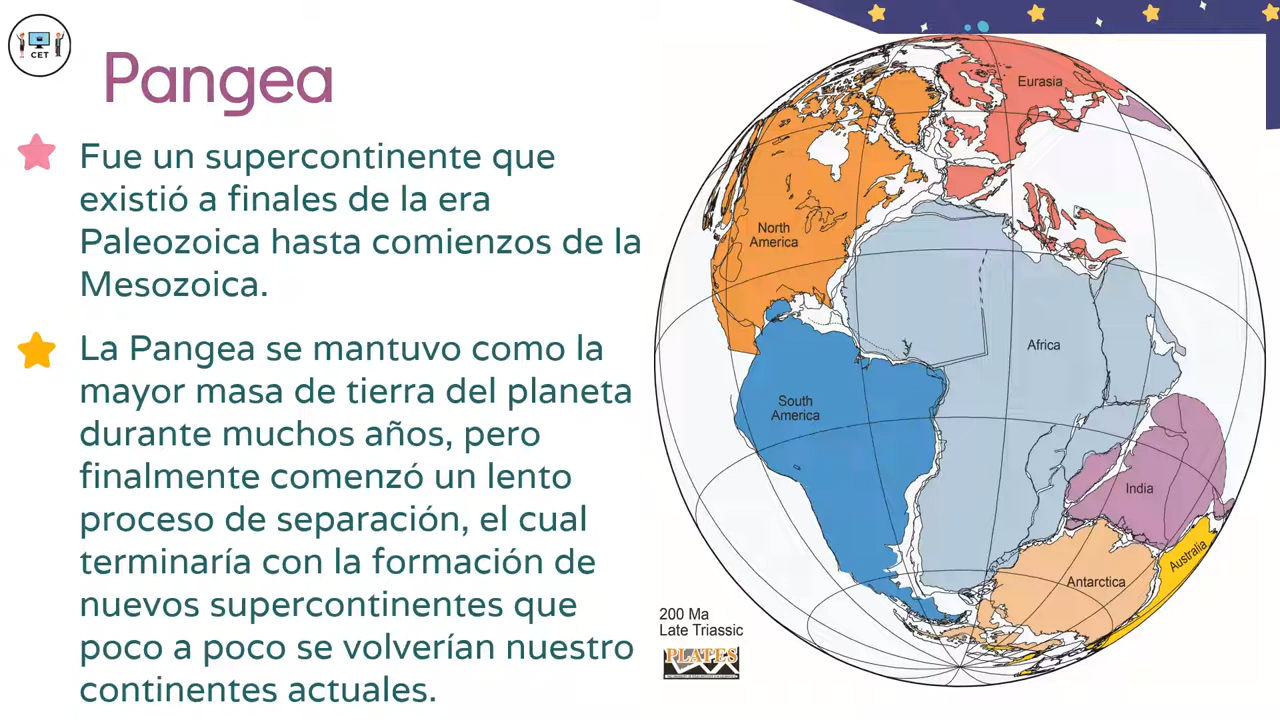 CET
Pangea
Fue un supercontinente que
existió a finales de la era
Paleozoica hasta comienzos de la
Mesozoica.
La Pangea se mantuvo como la
mayor masa de tierra del planeta
durante muchos años, pero
finalmente comenzó un lento
proceso de separación, el cual
terminaría con la formación de
nuevos supercontinentes que
poco a poco se volverían nuestro
continentes actuales.
Eurasia
North
America
Africa
South
America
India
Australia
Antarctica
200 Ma
Late Triassic
PLATES